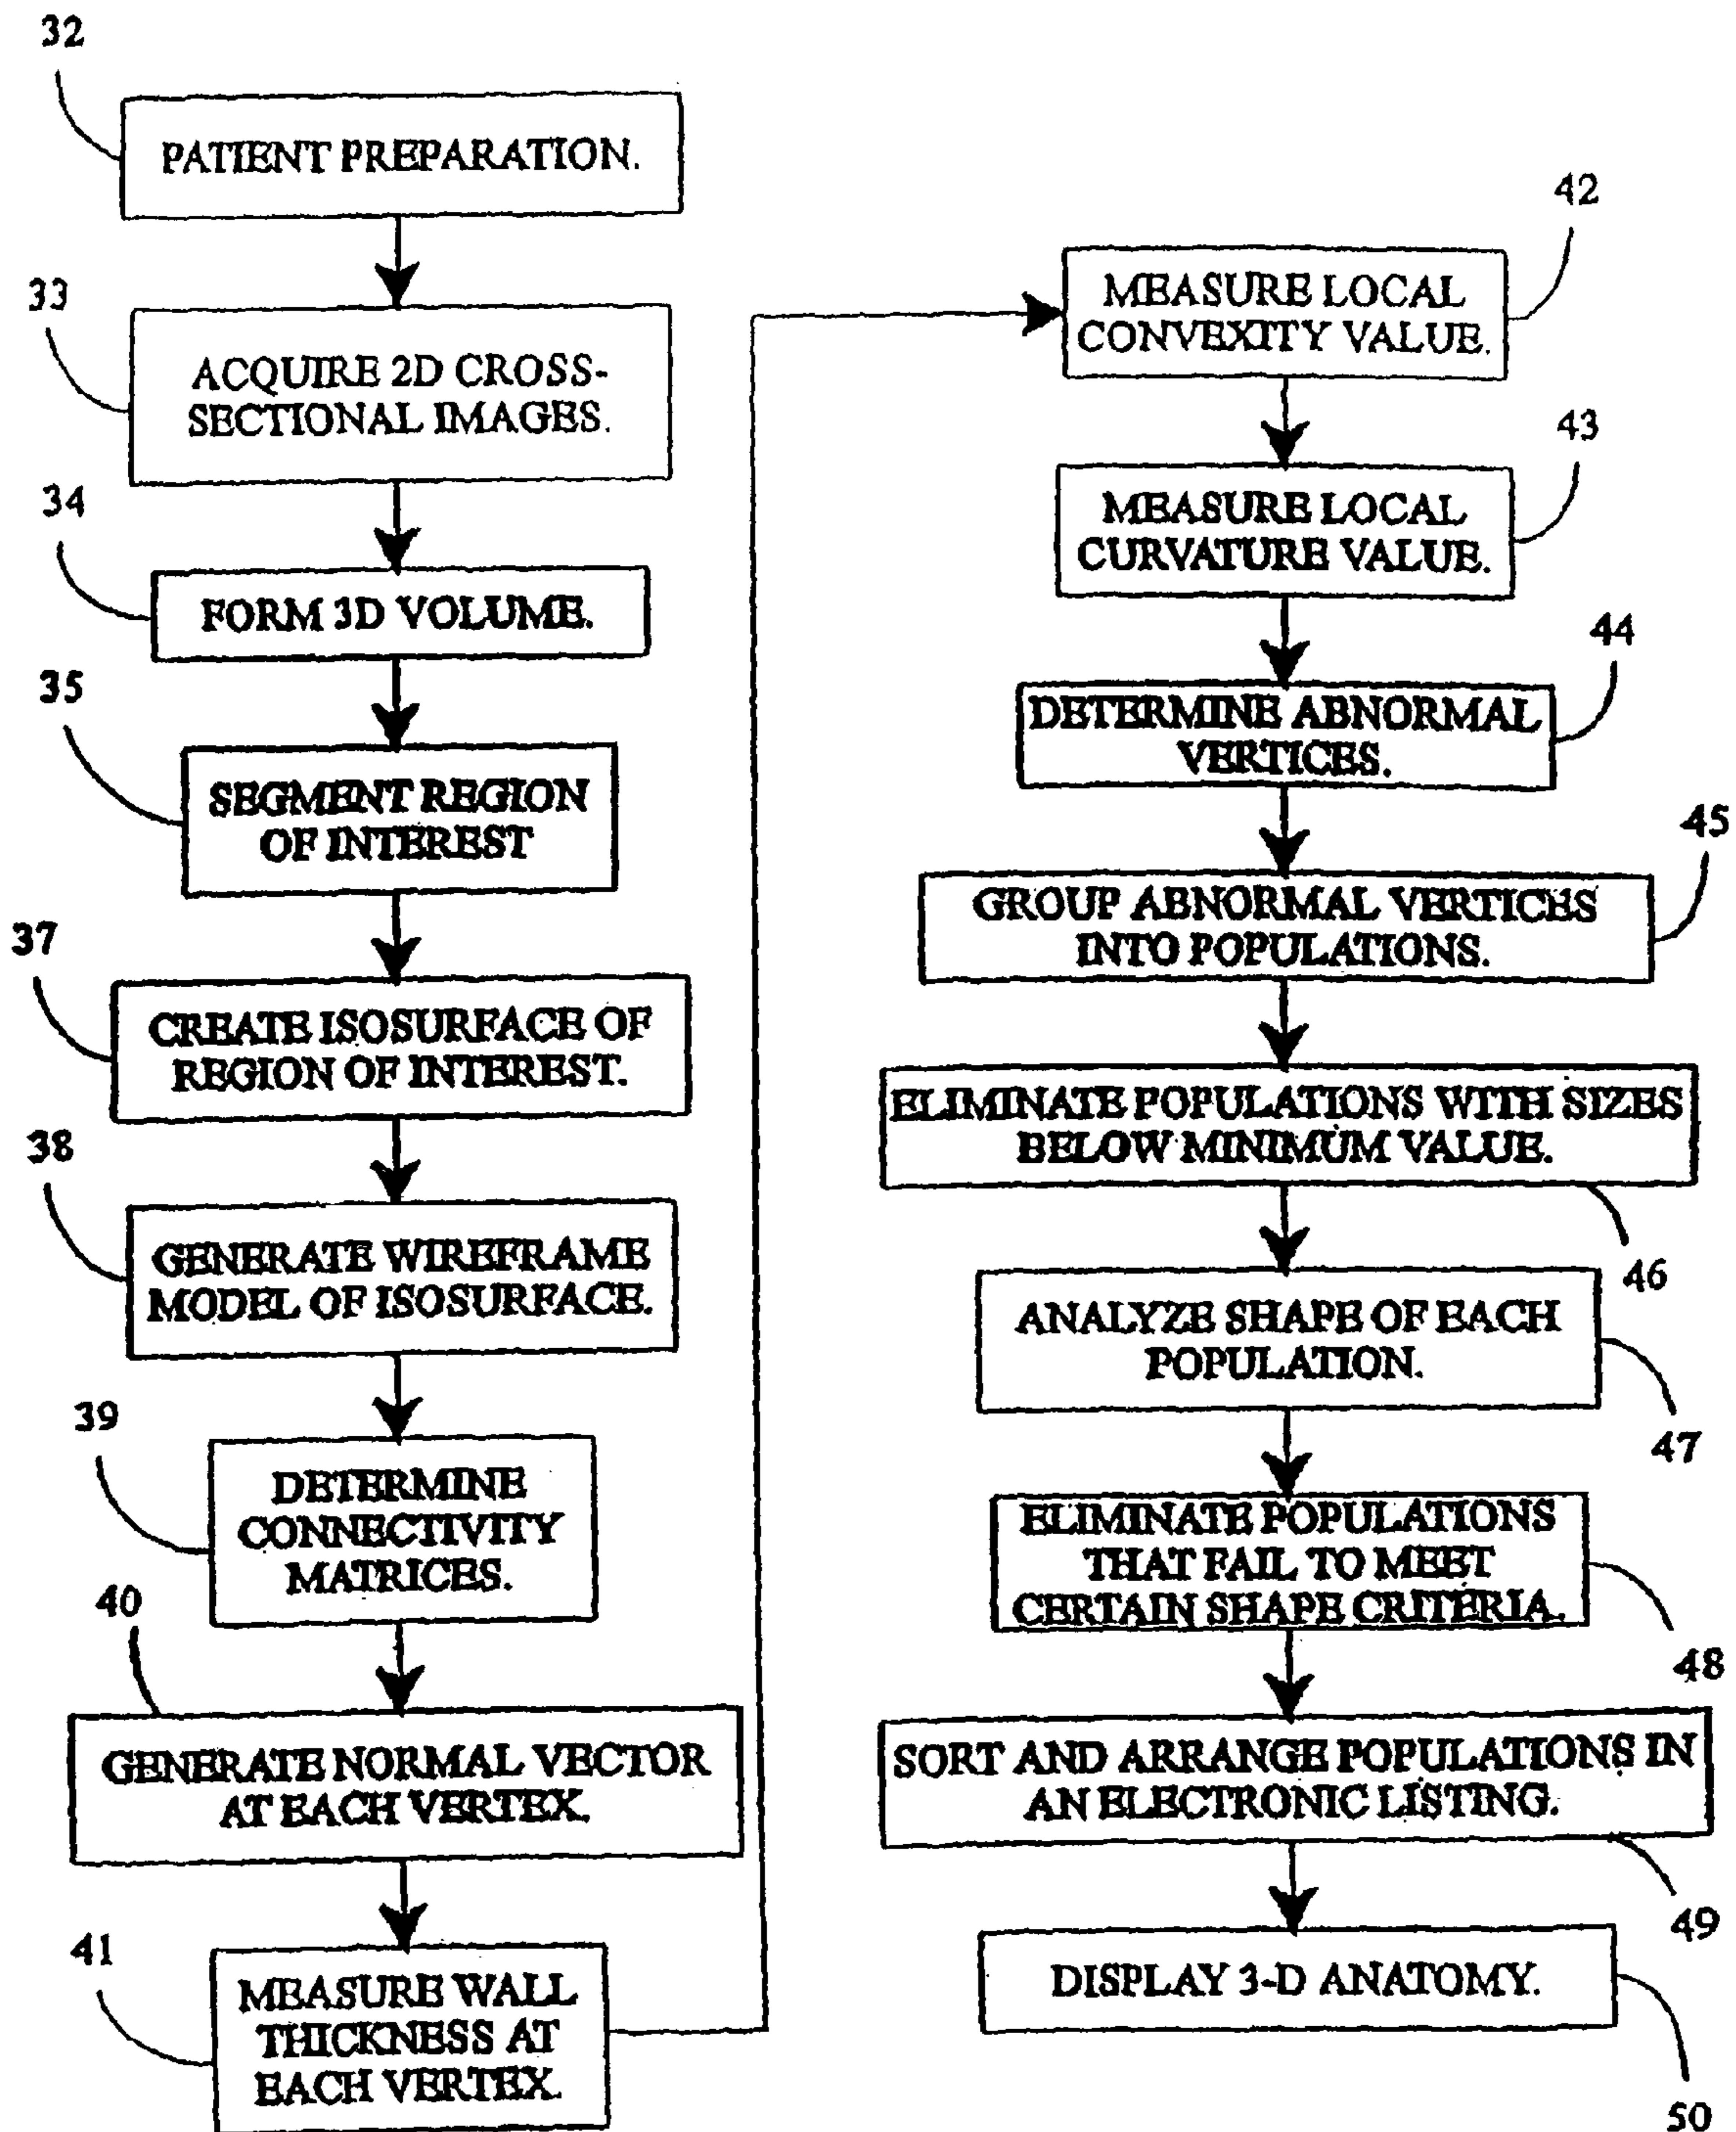 32
PATIENT PREPARATION.
33
ACQUIRE 2D CROSS-
SECTIONAL IMAGES.
34
FORM 3D VOLUME.
35
SEGMENT REGION
OF INTEREST
37
CREATE ISOSURFACE OF
REGION OF INTEREST.
38
GENERATE WIREFRAME
MODEL OF ISOSURFACE.
39
DETERMINE
CONNECTIVITY
MATRICES.
40
GENERATE NORMAL VECTOR
AT EACH VERTEX.
41
MEASURE WALL
THICKNESS AT
EACH VERTEX.
42
MEASURE LOCAL
CONVEXITY VALUE.
43
MEASURE LOCAL
CURVATURE VALUE.
44
DETERMINE ABNORMAL
VERTICES.
45
GROUP ABNORMAL VERTICES
INTO POPULATIONS.
ELIMINATE POPULATIONS WITH SIZES
BELOW MINIMUM VALUE.
46
ANALYZE SHAPE OF EACH
POPULATION.
47
ELIMINATE POPULATIONS
THAT FAIL TO MEET
CERTAIN SHAPE CRITERIA.
48
SORT AND ARRANGE POPULATIONS IN
AN ELECTRONIC LISTING.
49
DISPLAY 3-D ANATOMY.
50